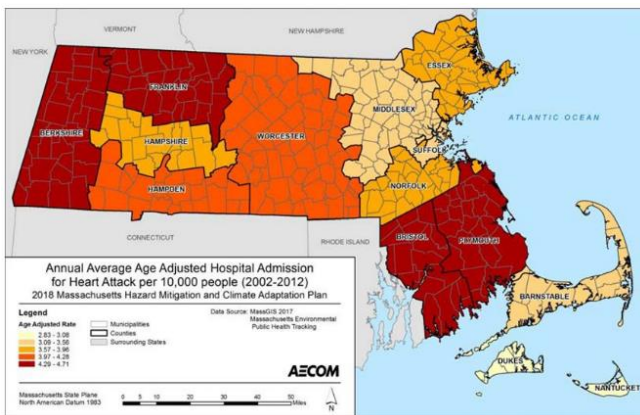 VERMONT
NEW HAMPSHIRE
NEW YORK
ESSEX
FRANKLIN
MIDDLESEX
ATLANTIC OCEAN
BERKSHIRE
WORCESTER
HAMPSHIRE
SUFFOLK
HAMPDEN
NORFOLK
CONNECTICUT
RHODE ISLAND
BRISTOL
PLYMOUTH
BARNSTABLE
DUKES
NANTUCKET
Annual Average Age Adjusted Hospital Admission
for Heart Attack per 10,000 people (2002-2012)
2018 Massachusetts Hazard Mitigation and Climate Adaptation Plan
Legend
Age Adjusted Rate
2.83 - 3.08
3.09 - 3.56
3.57 - 3.96
3.97 - 4.28
4.29 - 4.71
Municipalities
Counties
Surrounding States
Data Source: MassGIS 2017
Massachusetts Environmental
Public Health Tracking
AECOM
Massachusetts State Plane
North American Datum 1983
0 5 10 20 30 40 50
Miles
N